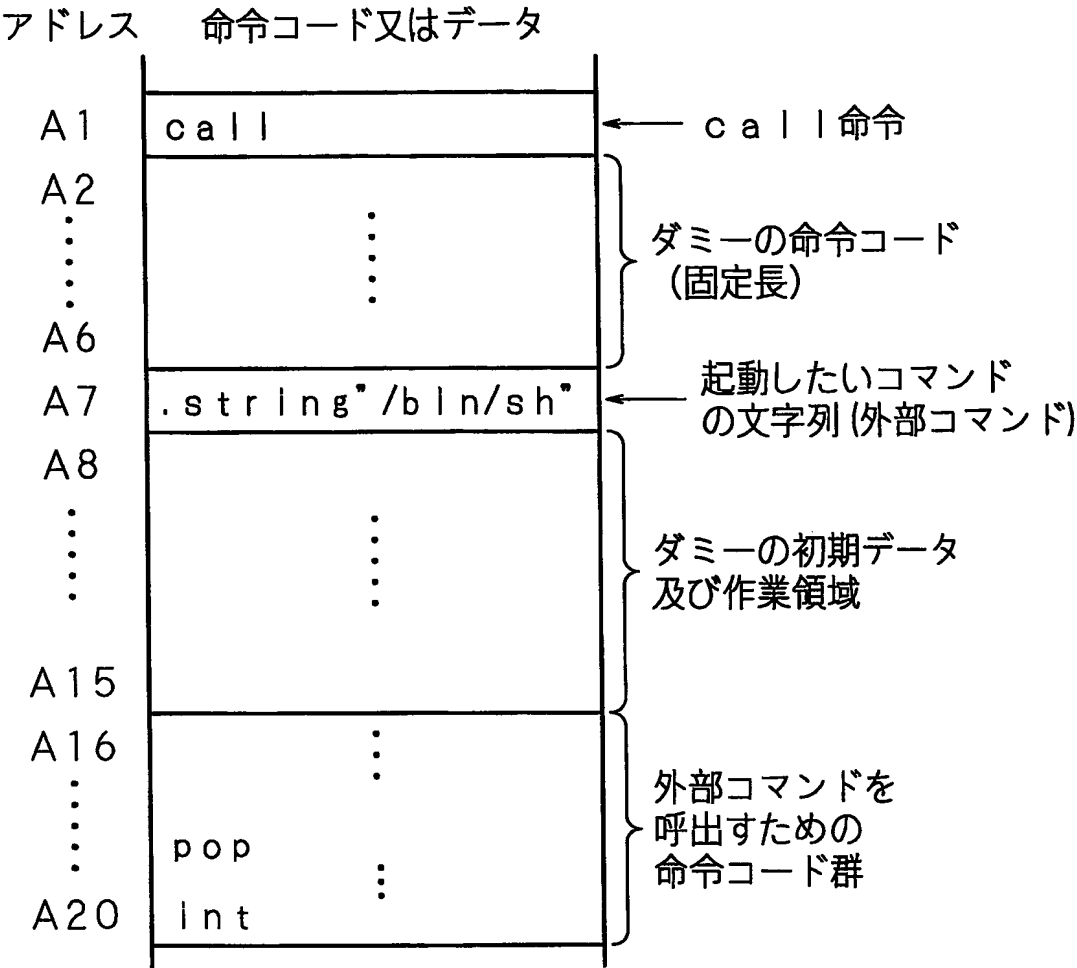 アドレス 命令コード又はデータ
A1 call call命令
A2
ダミーの命令コード
(固定長)
A6
A7 .string"/bin/sh" 起動したいコマンド
の文字列(外部コマンド)
A8
ダミーの初期データ
及び作業領域
A15
A16
外部コマンドを
呼出すための
pop
命令コード群
A20 int